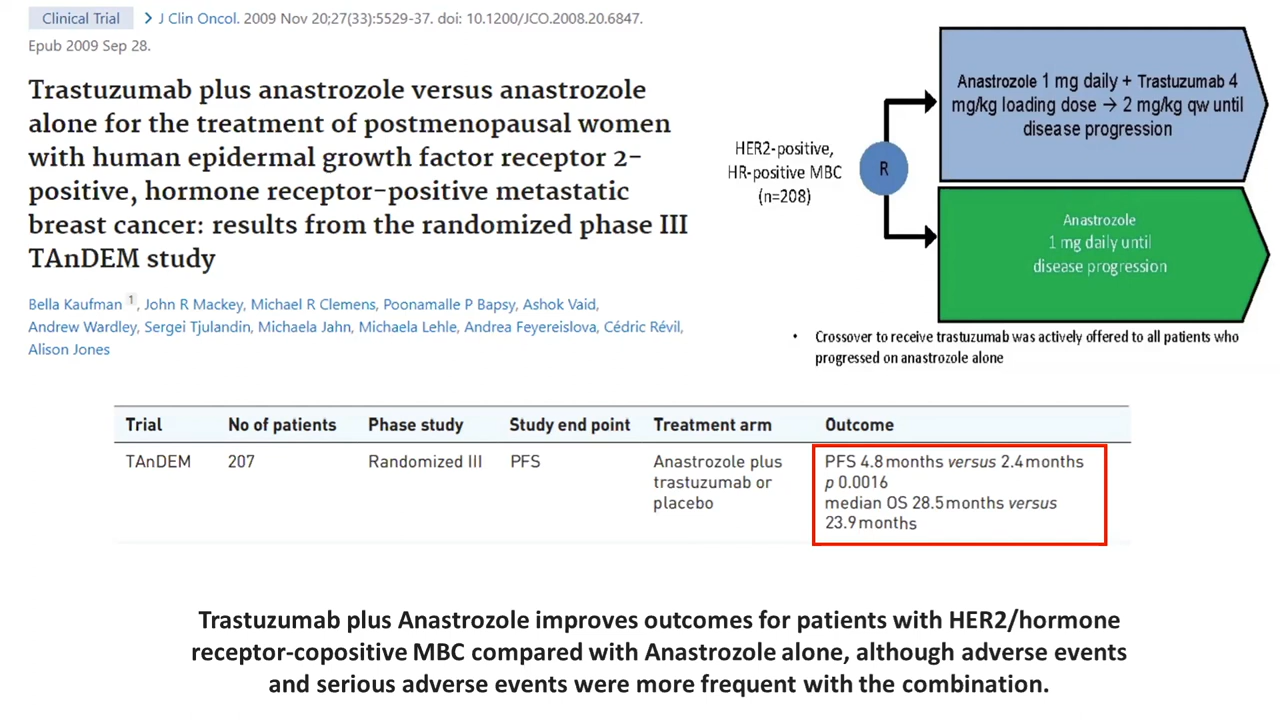 Clinical Trial > J Clin Oncol. 2009 Nov 20;27(33):5529-37. doi: 10.1200/JCO.2008.20.6847.
Epub 2009 Sep 28.
Trastuzumab plus anastrozole versus anastrozole
alone for the treatment of postmenopausal women
with human epidermal growth factor receptor 2-
positive, hormone receptor-positive metastatic
breast cancer: results from the randomized phase III
TAnDEM study
Bella Kaufman 1, John R Mackey, Michael R Clemens, Poonamalle P Bapsy, Ashok Vaid,
Andrew Wardley, Sergei Tjulandin, Michaela Jahn, Michaela Lehle, Andrea Feyereislova, Cédric Révil,
Alison Jones
HER2-positive,
HR-positive MBC
(n=208)
R
Anastrozole 1 mg daily + Trastuzumab 4
mg/kg loading dose → 2 mg/kg qw until
disease progression
Anastrozole
1 mg daily until
disease progression
• Crossover to receive trastuzumab was actively offered to all patients who
progressed on anastrozole alone
Trial No of patients Phase study Study end point Treatment arm Outcome
TAnDEM 207 Randomized III PFS Anastrozole plus PFS 4.8 months versus 2.4 months
trastuzumab or p 0.0016
placebo median OS 28.5 months versus
23.9 months
Trastuzumab plus Anastrozole improves outcomes for patients with HER2/hormone
receptor-copositive MBC compared with Anastrozole alone, although adverse events
and serious adverse events were more frequent with the combination.